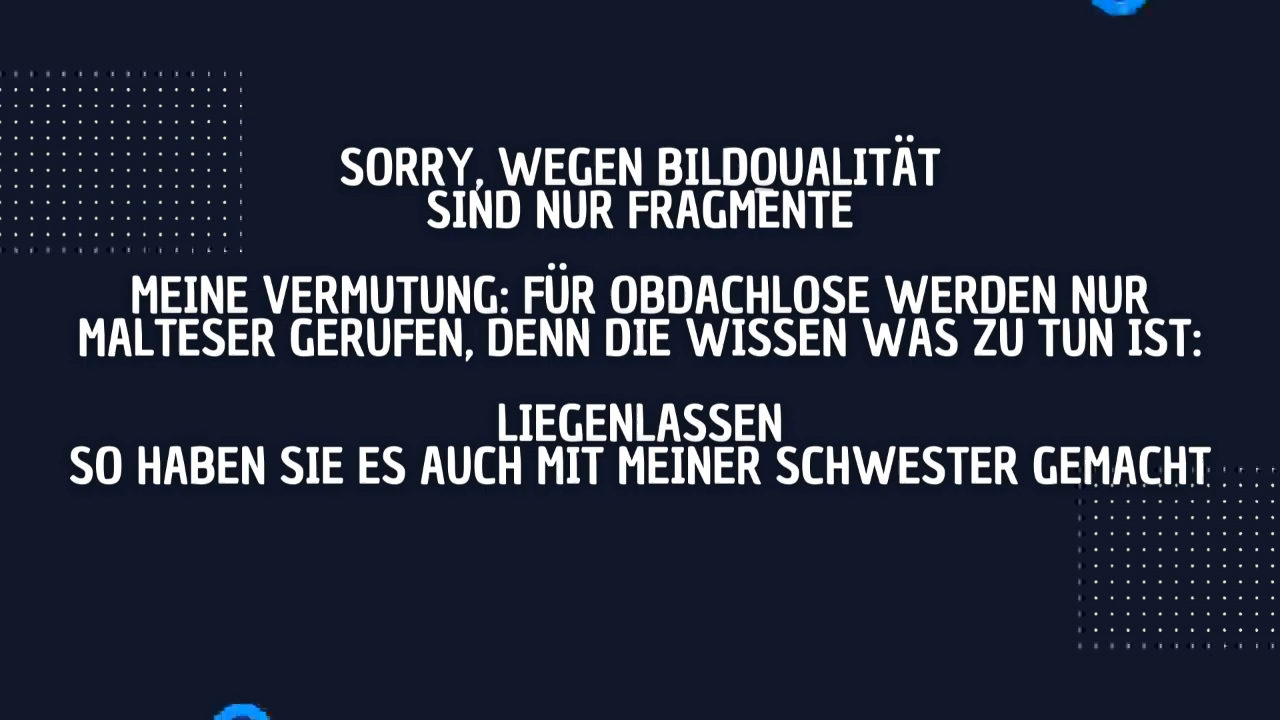 SORRY, WEGEN BILDQUALITÄT
SIND NUR FRAGMENTE
MEINE VERMUTUNG: FÜR OBDACHLOSE WERDEN NUR
MALTESER GERUFEN, DENN DIE WISSEN WAS ZU TUN IST:
LIEGENLASSEN
SO HABEN SIE ES AUCH MIT MEINER SCHWESTER GEMACHT